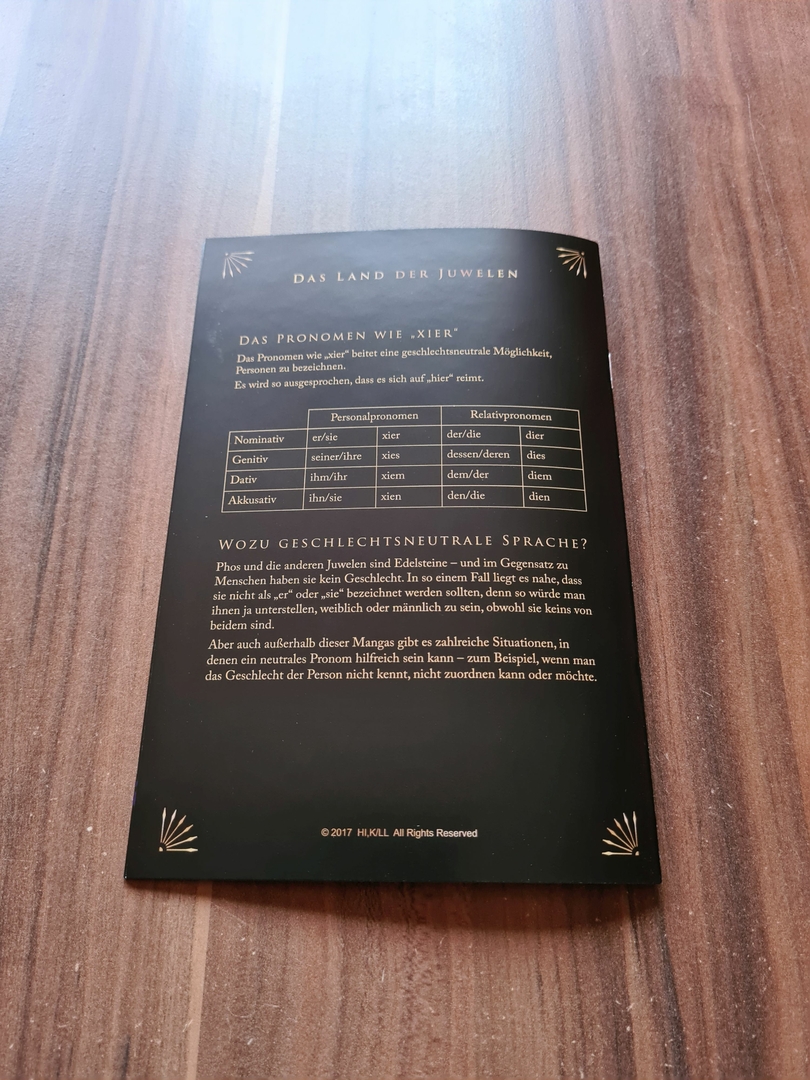 DAS LAND DER JUWELEN
DAS PRONOMEN WIE „XIER“
Das Pronomen wie „xier“ beitet eine geschlechtsneutrale Möglichkeit,
Personen zu bezeichnen.
Es wird so ausgesprochen, dass es sich auf „hier“ reimt.
Personalpronomen Relativpronomen
Nominativ er/sie xier der/die dier
Genitiv seiner/ihre xies dessen/deren dies
Dativ ihm/ihr xiem dem/der diem
Akkusativ ihn/sie xien den/die dien
WOZU GESCHLECHTSNEUTRALE SPRACHE?
Phos und die anderen Juwelen sind Edelsteine – und im Gegensatz zu
Menschen haben sie kein Geschlecht. In so einem Fall liegt es nahe, dass
sie nicht als „er“ oder „sie“ bezeichnet werden sollten, denn so würde man
ihnen ja unterstellen, weiblich oder männlich zu sein, obwohl sie keins von
beidem sind.
Aber auch außerhalb dieser Mangas gibt es zahlreiche Situationen, in
denen ein neutrales Pronom hilfreich sein kann – zum Beispiel, wenn man
das Geschlecht der Person nicht kennt, nicht zuordnen kann oder möchte.
© 2017 HI,K/LL All Rights Reserved